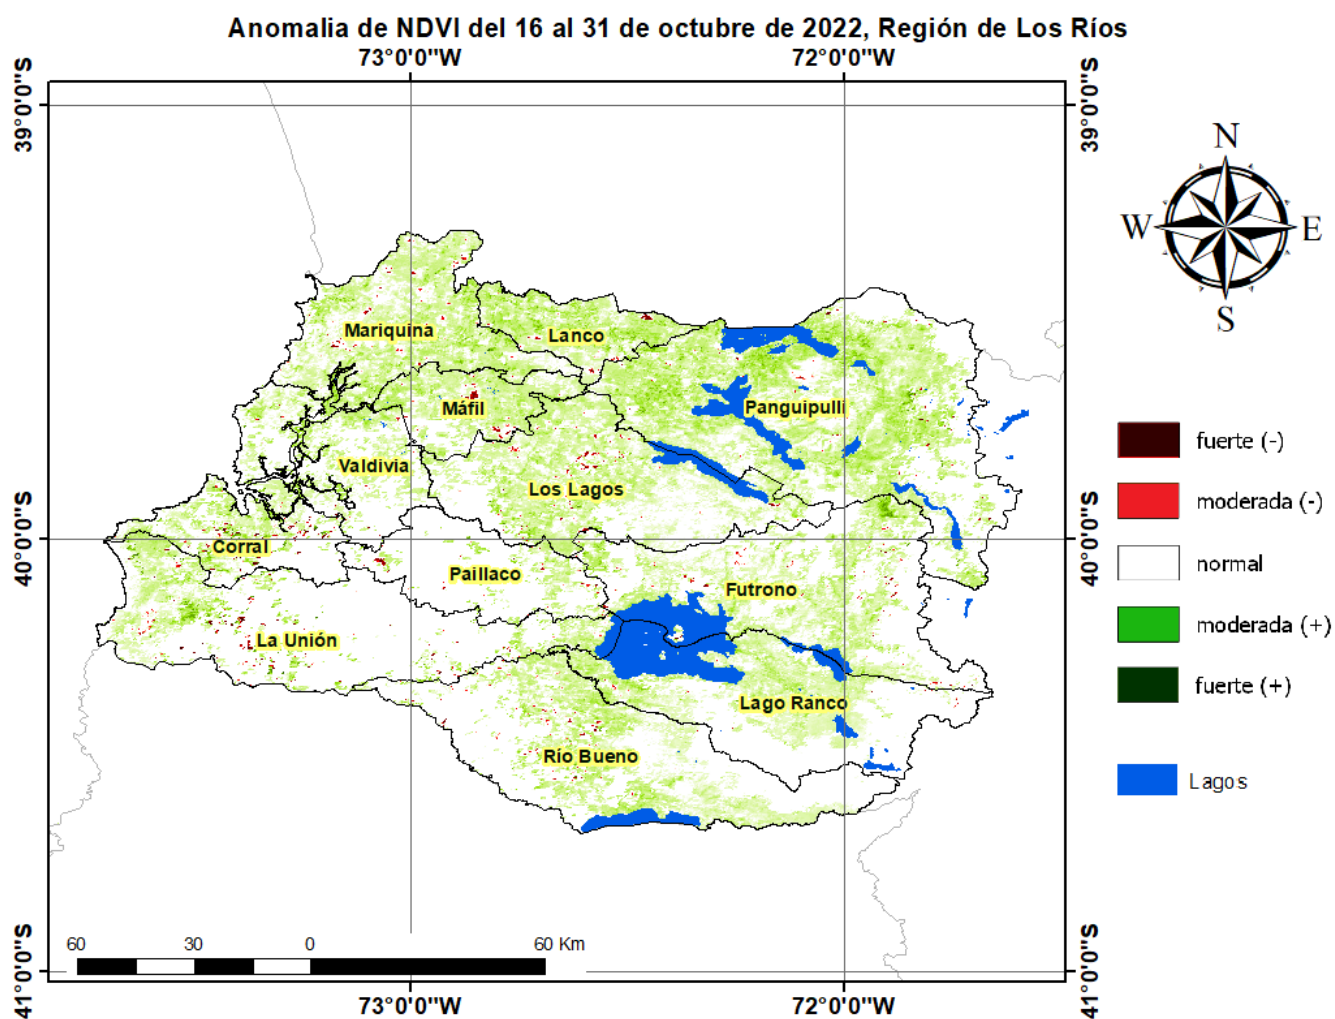 Anomalia de NDVI del 16 al 31 de octubre de 2022, Región de Los Ríos
73°0'0"W
72°0'0"W
39°0'0"S
39°0'0"S
N
W
E
S
Mariquina
Lanco
Máfil
Panguipulli
Valdivia
Los Lagos
fuerte (-)
moderada (-)
normal
moderada (+)
fuerte (+)
Lagos
40°0'0"S
40°0'0"S
Corral
Paillaco
Futrono
La Unión
Lago Ranco
Río Bueno
60
30
0
60 Km
41°0'0"S
41°0'0"S
73°0'0"W
72°0'0"W